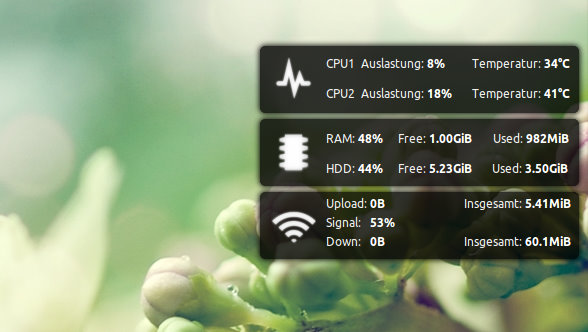 CPU1 Auslastung: 8% Temperatur: 34°C
CPU2 Auslastung: 18% Temperatur: 41°C
RAM: 48% Free: 1.00GiB Used: 982MiB
HDD: 44% Free: 5.23GiB Used: 3.50GiB
Upload: 0B Insgesamt: 5.41MiB
Signal: 53%
Down: 0B Insgesamt: 60.1MiB